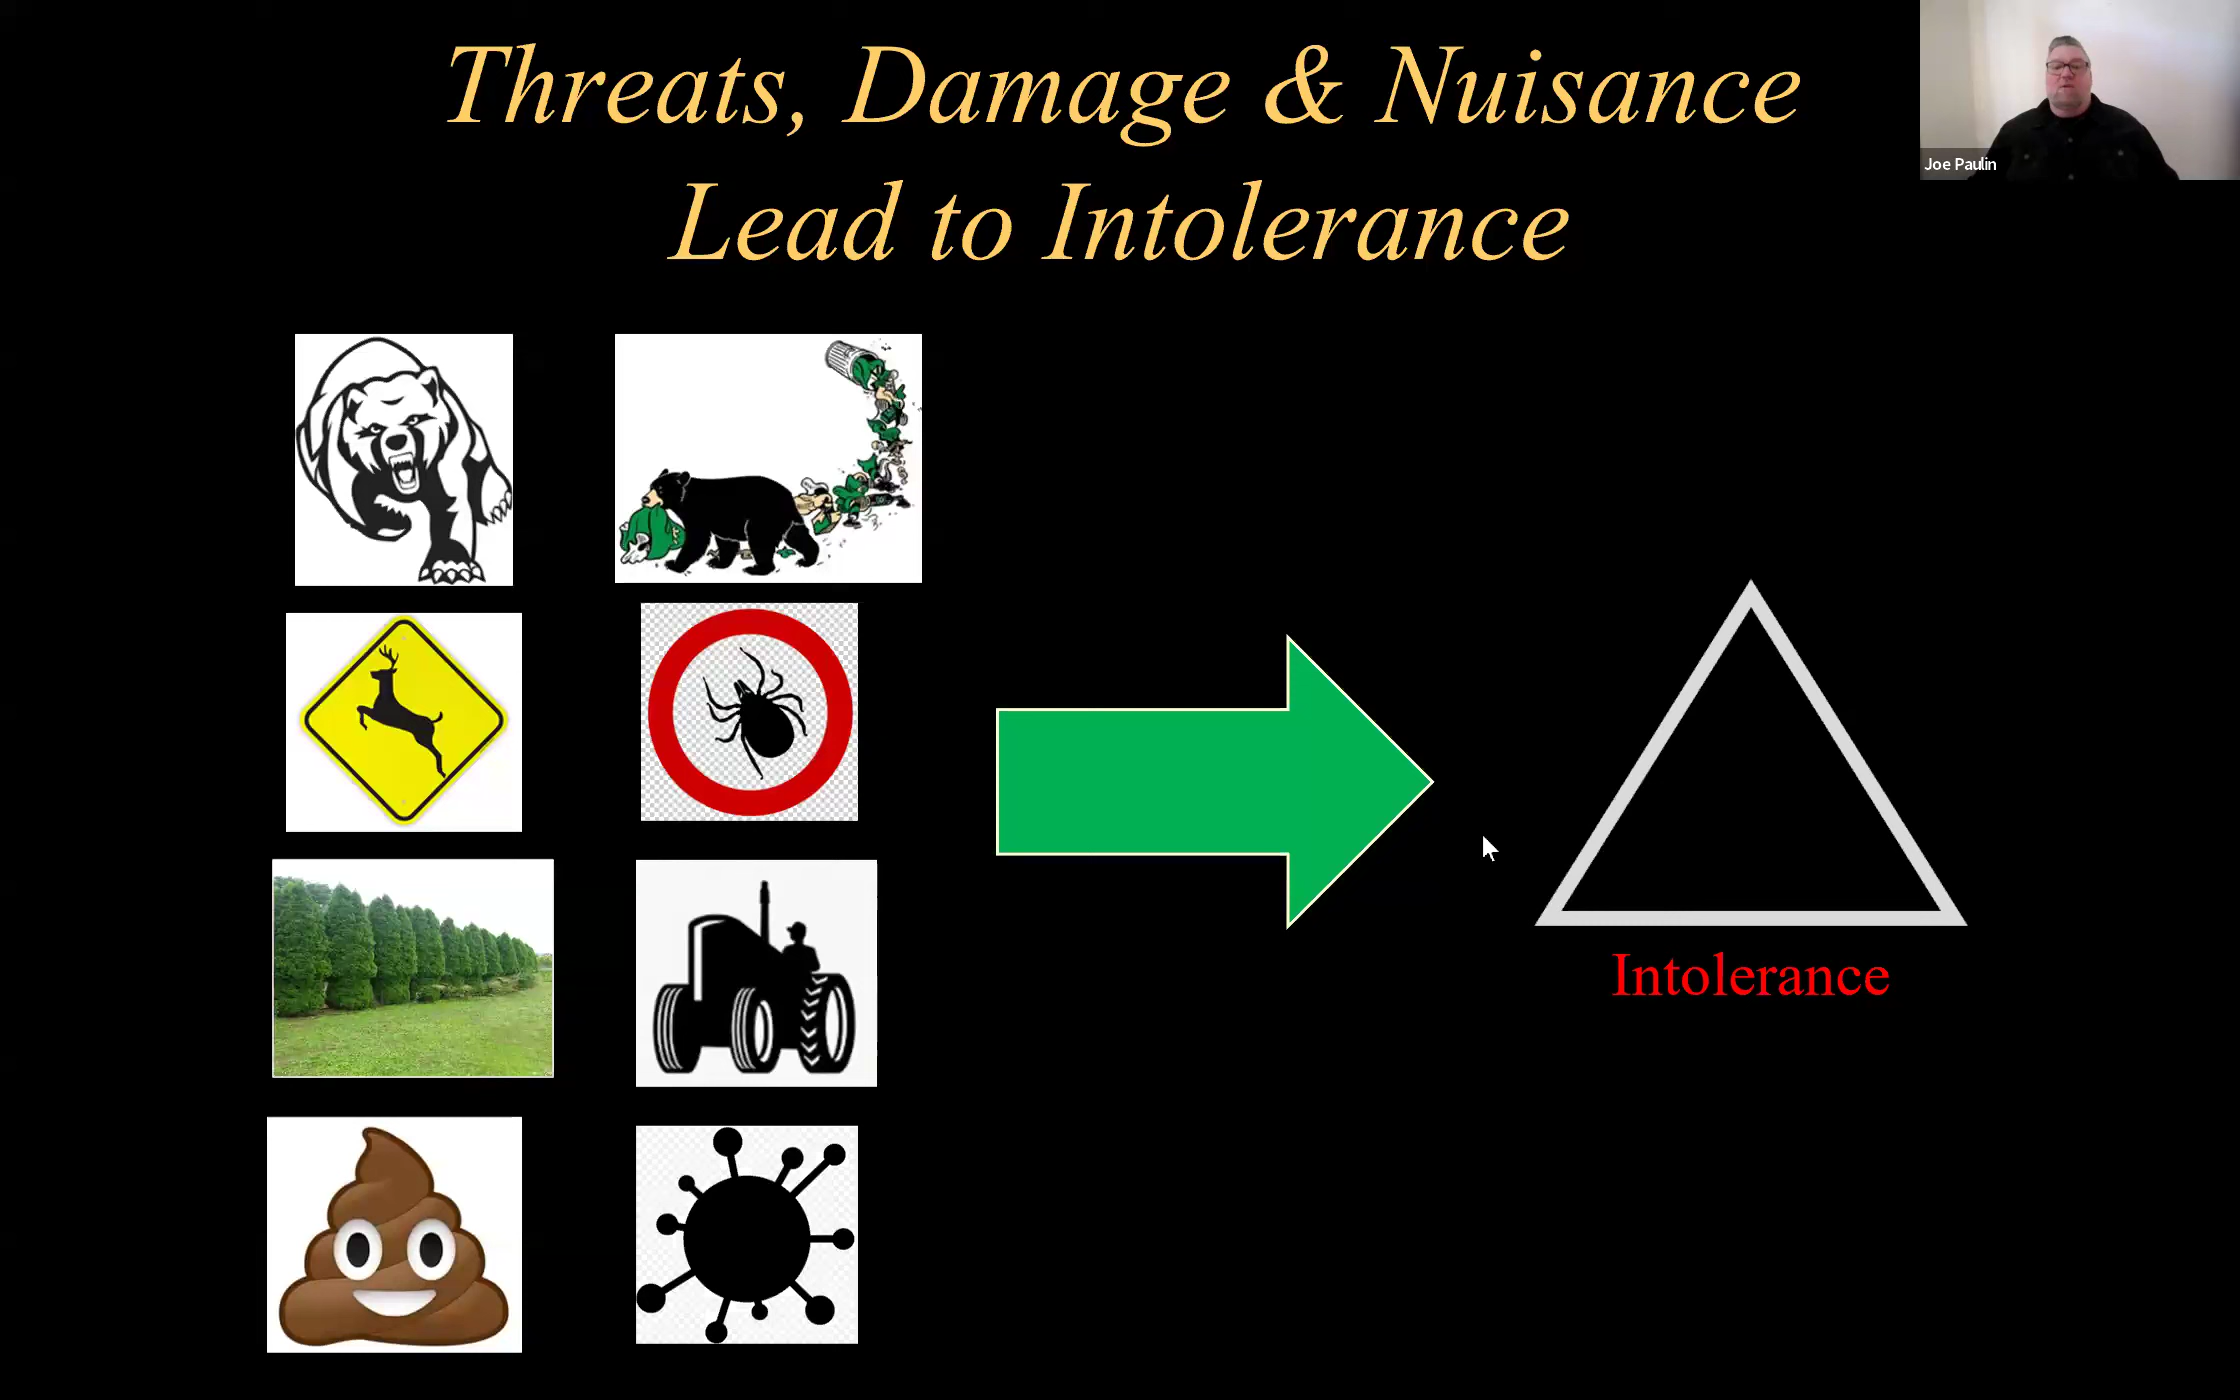 Threats, Damage & Nuisance
Lead to Intolerance
Joe Paulin
Intolerance